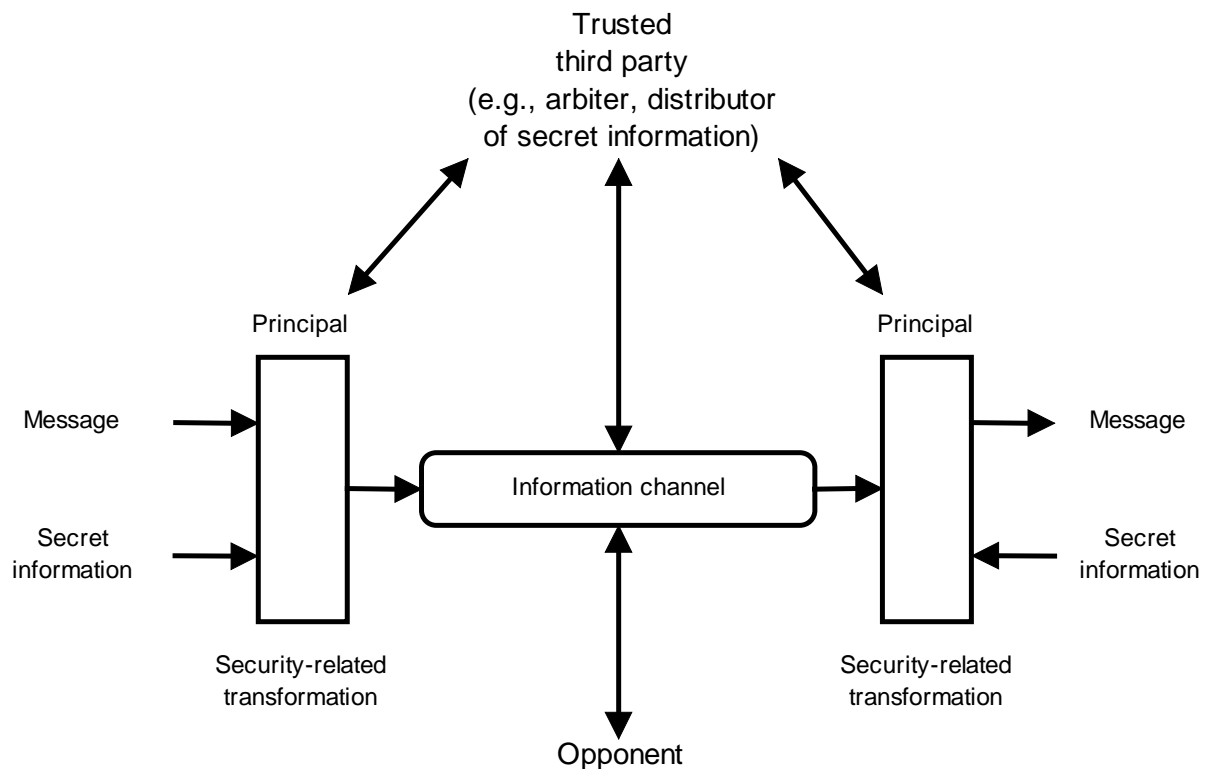 Trusted
third party
(e.g., arbiter, distributor
of secret information)
Principal
Principal
Message
Message
Information channel
Secret
information
Secret
information
Security-related
transformation
Security-related
transformation
Opponent